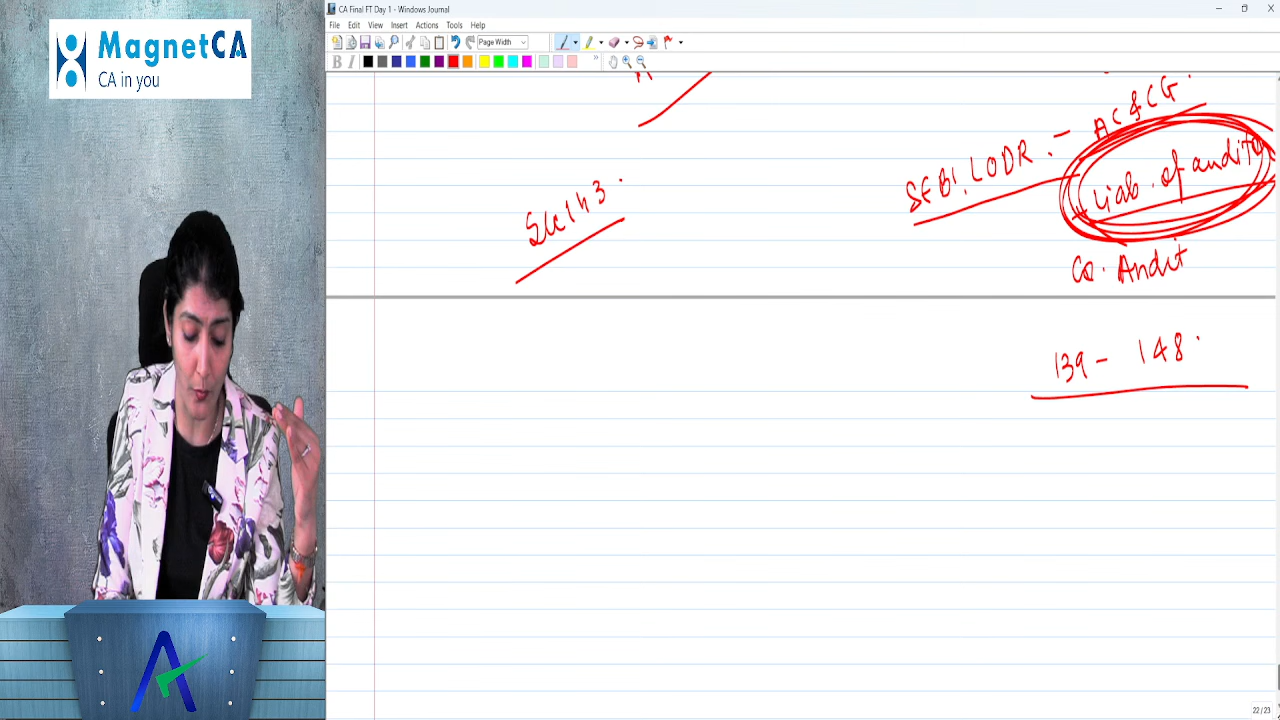 MagnetCA
CA in you
CA Final FT Day 1 - Windows Journal
File Edit View Insert Actions Tools Help
Page Width
B I
SEBI LODR - AC & CG.
Liab. of auditor
Sec 143.
Co. Audit
139 - 148.
22 / 23